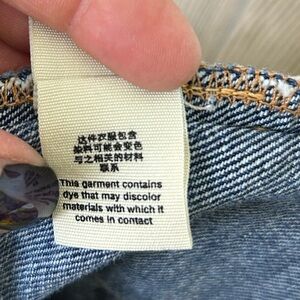 这件衣服包含
染料可能会变色
与之相关的材料
联系
This garment contains
dye that may discolor
materials with which it
comes in contact